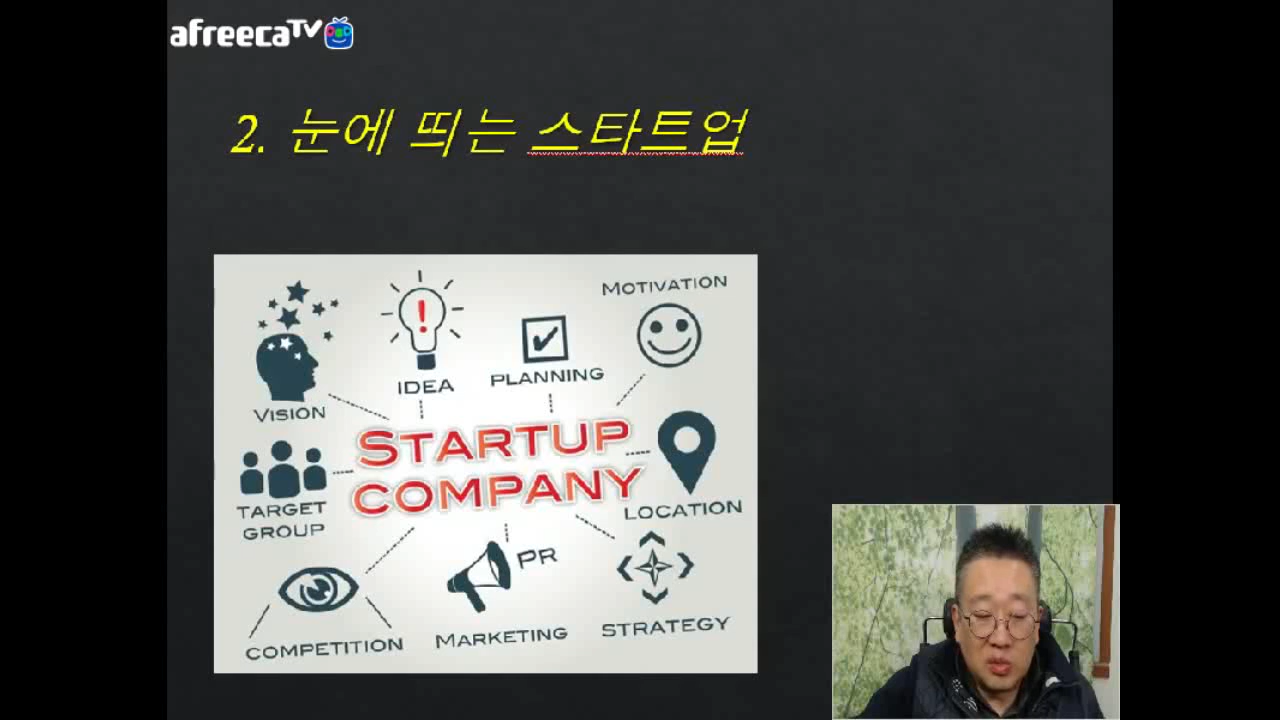 afreecaTV
2. 눈에 띄는 스타트업
MOTIVATION
IDEA
PLANNING
VISION
STARTUP
COMPANY
TARGET
GROUP
LOCATION
PR
COMPETITION
MARKETING
STRATEGY